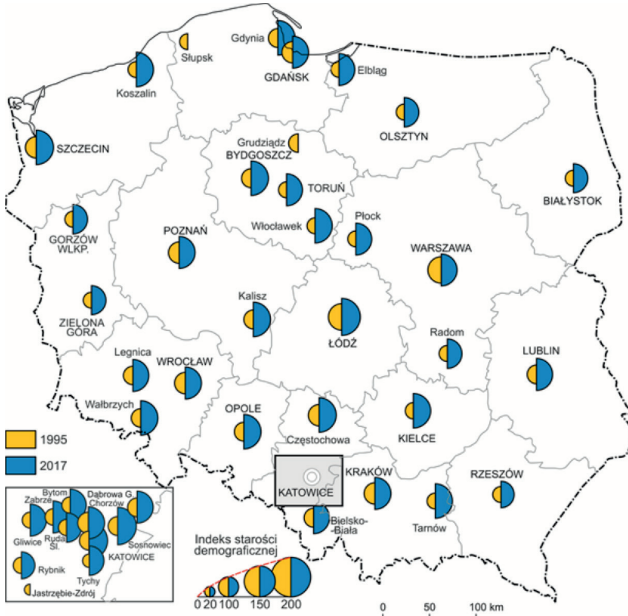 Gdynia
Słupsk
GDAŃSK
Elbląg
Koszalin
OLSZTYN
SZCZECIN
Grudziądz
BYDGOSZCZ
TORUŃ
BIAŁYSTOK
Włocławek
Płock
GORZÓW
WLKP.
POZNAŃ
WARSZAWA
Kalisz
ZIELONA
GÓRA
ŁÓDŹ
Radom
LUBLIN
Legnica
WROCŁAW
Wałbrzych
OPOLE
Częstochowa
KIELCE
1995
2017
KATOWICE
KRAKÓW
RZESZÓW
Bielsko-
-Biała
Tarnów
Bytom
Dąbrowa G.
Zabrze
Chorzów
Gliwice
Ruda
Śl.
Sosnowiec
KATOWICE
Rybnik
Tychy
Jastrzębie-Zdrój
Indeks starości
demograficznej
0 20 100 150 200
0 50 100 km